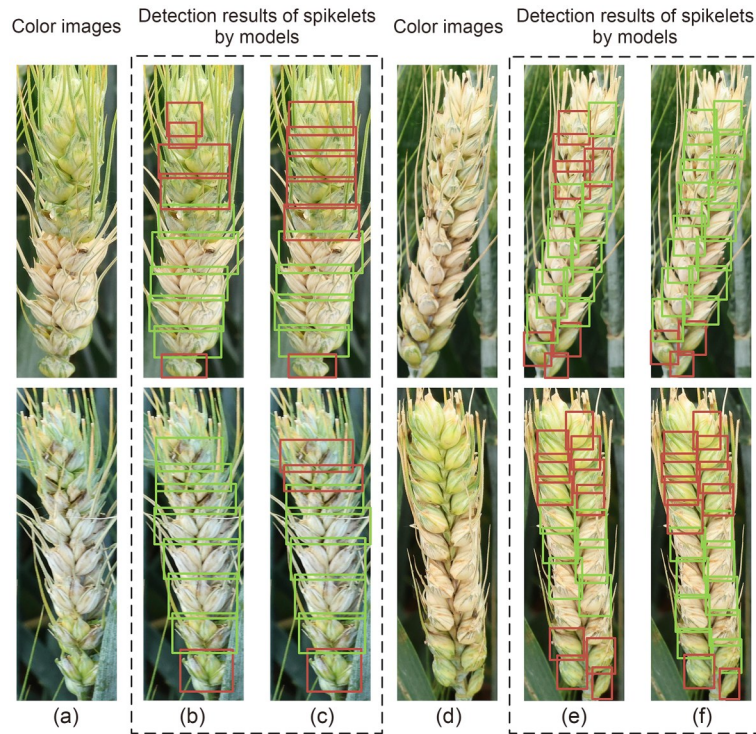 Color images
Detection results of spikelets
by models
Color images
Detection results of spikelets
by models
(a)
(b)
(c)
(d)
(e)
(f)